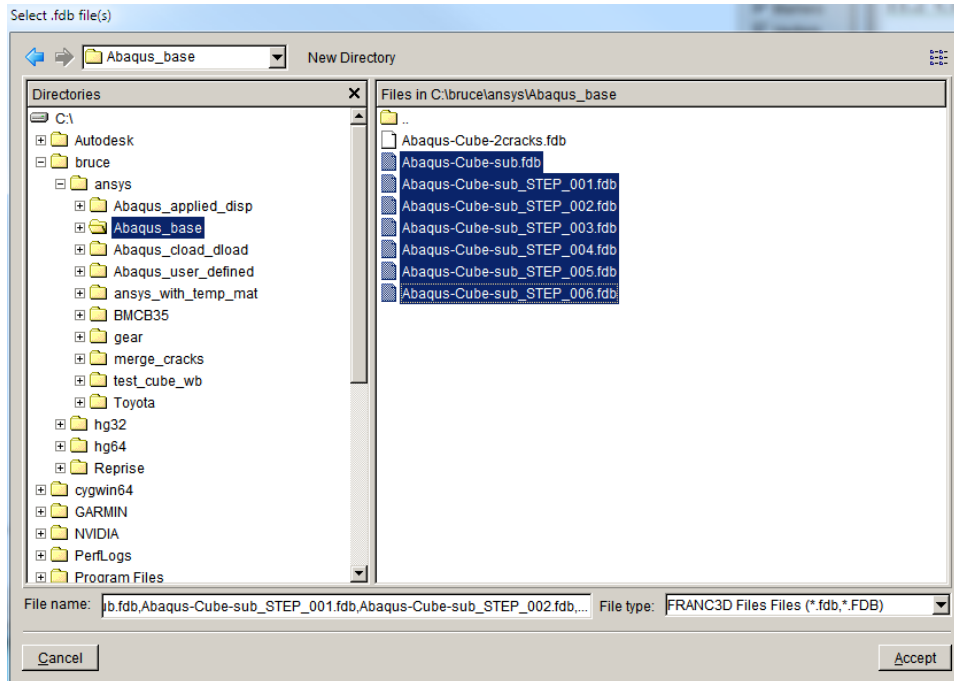 Select .fdb file(s)
Abaqus_base
New Directory
Directories
C:\
Autodesk
bruce
ansys
Abaqus_applied_disp
Abaqus_base
Abaqus_cload_dload
Abaqus_user_defined
ansys_with_temp_mat
BMCB35
gear
merge_cracks
test_cube_wb
Toyota
hg32
hg64
Reprise
cygwin64
GARMIN
NVIDIA
PerfLogs
Program Files
Files in C:\bruce\ansys\Abaqus_base
..
Abaqus-Cube-2cracks.fdb
Abaqus-Cube-sub.fdb
Abaqus-Cube-sub_STEP_001.fdb
Abaqus-Cube-sub_STEP_002.fdb
Abaqus-Cube-sub_STEP_003.fdb
Abaqus-Cube-sub_STEP_004.fdb
Abaqus-Cube-sub_STEP_005.fdb
Abaqus-Cube-sub_STEP_006.fdb
File name: ub.fdb,Abaqus-Cube-sub_STEP_001.fdb,Abaqus-Cube-sub_STEP_002.fdb,... File type: FRANC3D Files Files (*.fdb,*.FDB)
Cancel Accept